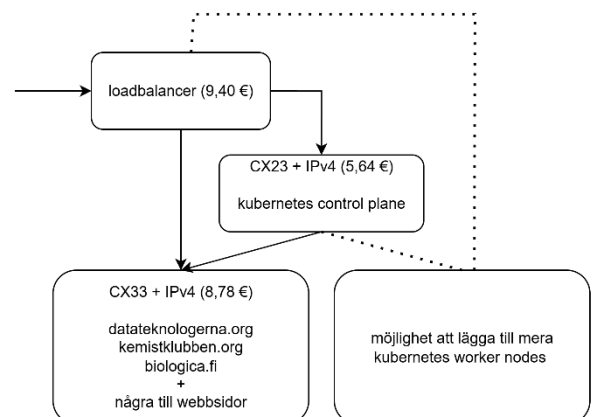 loadbalancer (9,40 €)
CX23 + IPv4 (5,64 €)
kubernetes control plane
CX33 + IPv4 (8,78 €)
datateknologerna.org
kemistklubben.org
biologica.fi
+
några till webbsidor
möjlighet att lägga till mera
kubernetes worker nodes